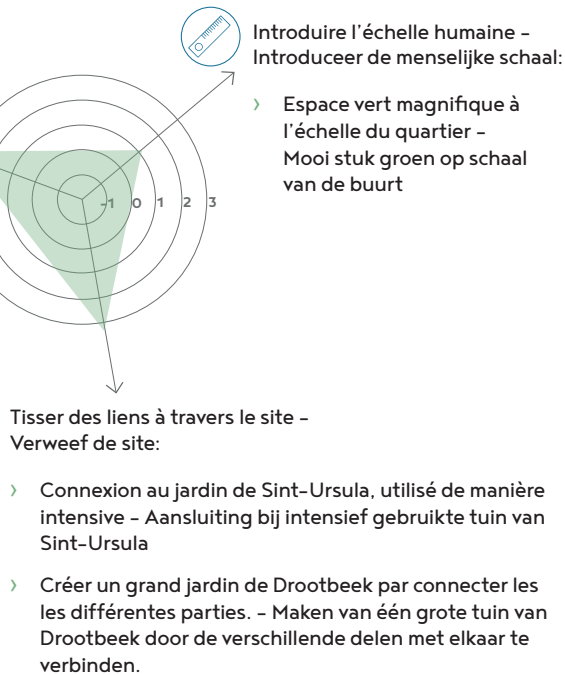 Introduire l'échelle humaine –
Introduceer de menselijke schaal:
› Espace vert magnifique à
l'échelle du quartier –
Mooi stuk groen op schaal
van de buurt
-1 0 1 2 3
Tisser des liens à travers le site –
Verweef de site:
› Connexion au jardin de Sint-Ursula, utilisé de manière
intensive – Aansluiting bij intensief gebruikte tuin van
Sint-Ursula
› Créer un grand jardin de Drootbeek par connecter les
les différentes parties. – Maken van één grote tuin van
Drootbeek door de verschillende delen met elkaar te
verbinden.